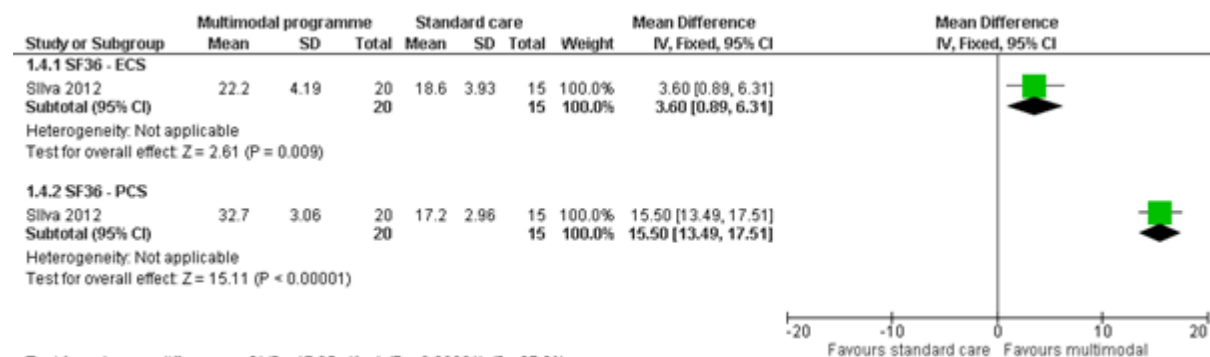 Multimodal programme Standard care Mean Difference Mean Difference
Study or Subgroup Mean SD Total Mean SD Total Weight IV, Fixed, 95% CI IV, Fixed, 95% CI
1.4.1 SF36 - ECS
SIlva 2012 22.2 4.19 20 18.6 3.93 15 100.0% 3.60 [0.89, 6.31]
Subtotal (95% CI) 20 15 100.0% 3.60 [0.89, 6.31]
Heterogeneity: Not applicable
Test for overall effect: Z = 2.61 (P = 0.009)
1.4.2 SF36 - PCS
SIlva 2012 32.7 3.06 20 17.2 2.96 15 100.0% 15.50 [13.49, 17.51]
Subtotal (95% CI) 20 15 100.0% 15.50 [13.49, 17.51]
Heterogeneity: Not applicable
Test for overall effect: Z = 15.11 (P < 0.00001)
-20 -10 0 10 20
Favours standard care Favours multimodal